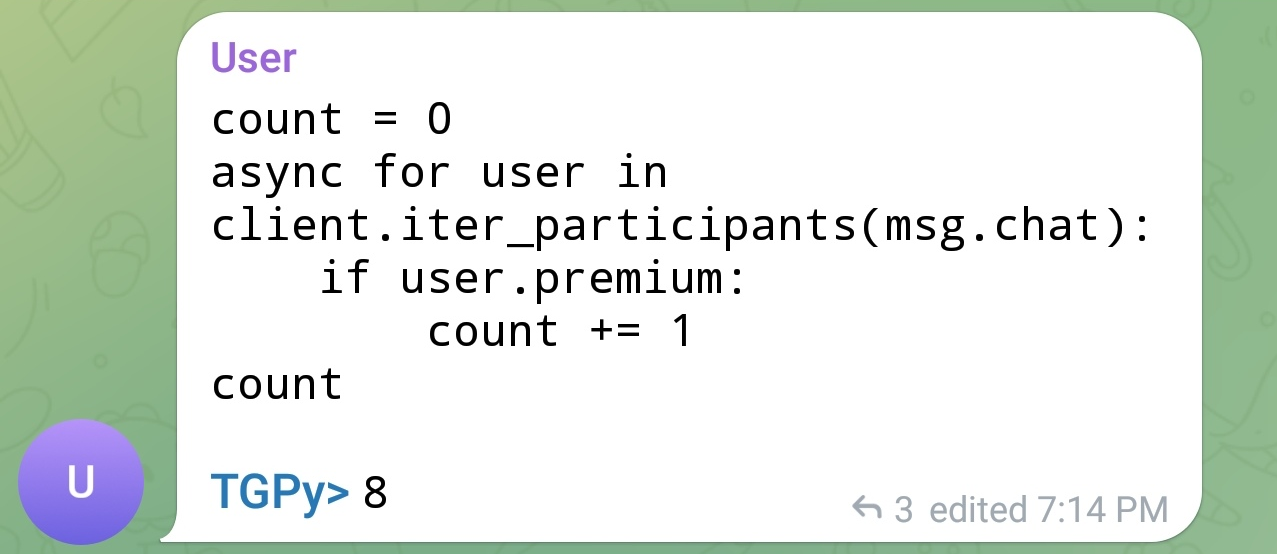 User
count = 0
async for user in
client.iter_participants(msg.chat):
    if user.premium:
        count += 1
count
TGPy> 8
3 edited 7:14 PM
U